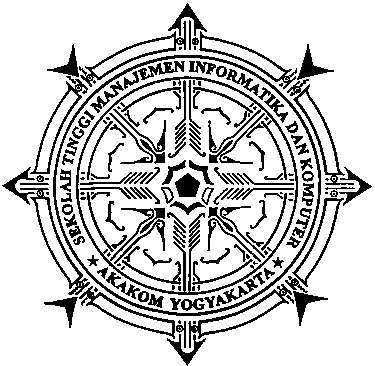 SEKOLAH TINGGI MANAJEMEN INFORMATIKA DAN KOMPUTER
★ AKAKOM YOGYAKARTA ★